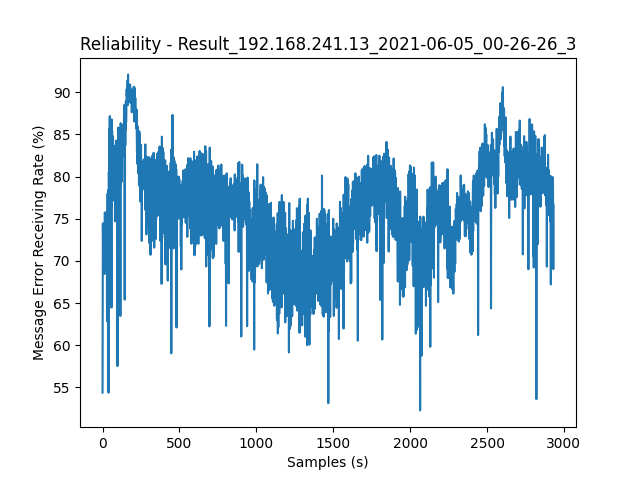 Reliability - Result_192.168.241.13_2021-06-05_00-26-26_3
Message Error Receiving Rate (%)
90
85
80
75
70
65
60
55
0 500 1000 1500 2000 2500 3000
Samples (s)